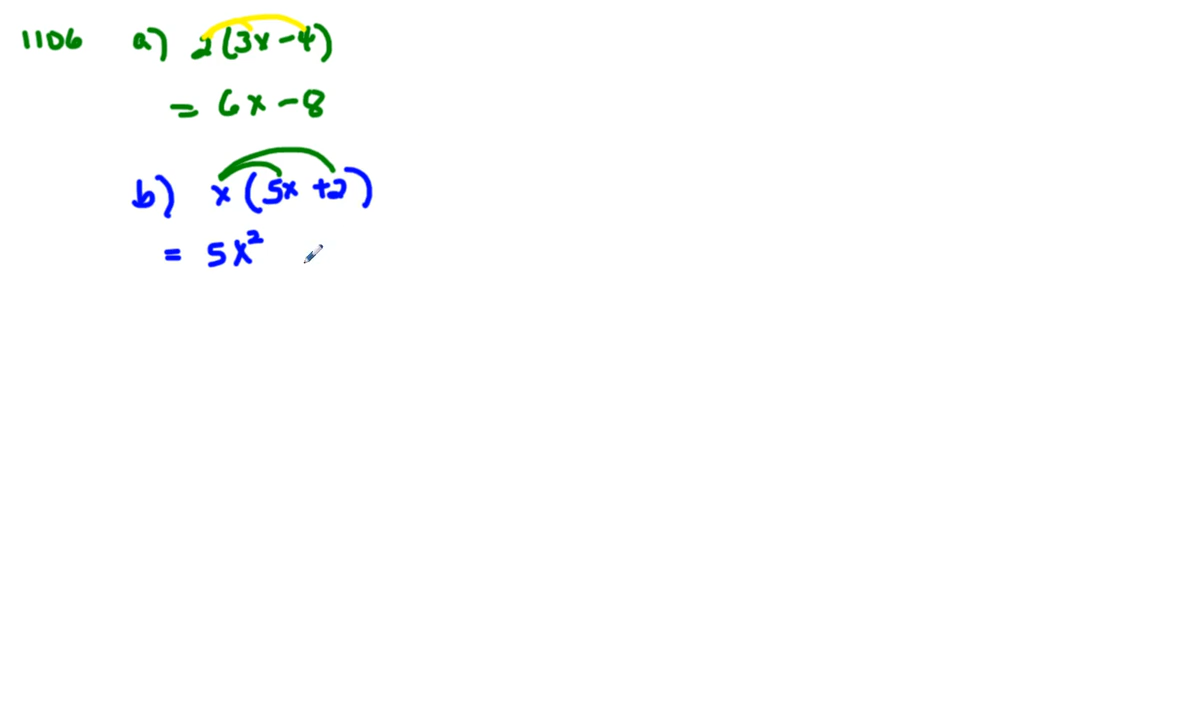 1106 a) 2(3x-4)
= 6x-8
b) x(5x+2)
= 5x²